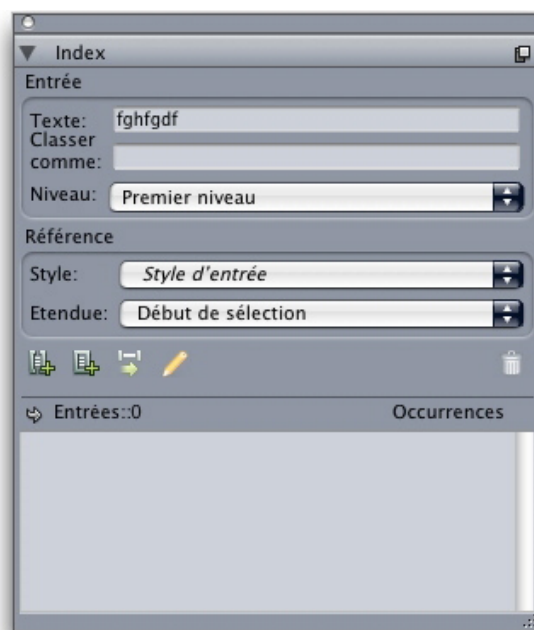 Index
Entrée
Texte: fghfgdf
Classer
comme:
Niveau: Premier niveau
Référence
Style: Style d'entrée
Etendue: Début de sélection
Entrées::0 Occurrences